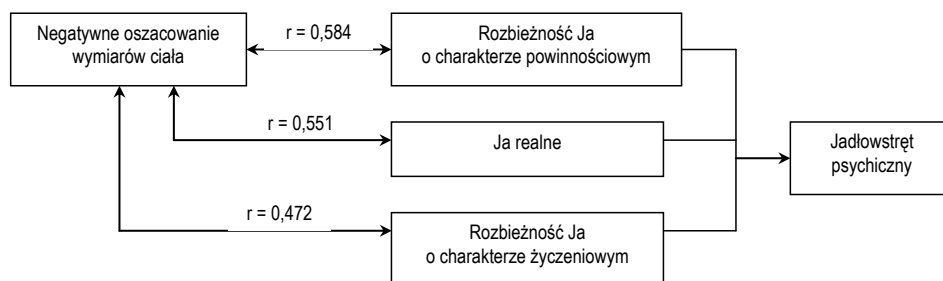 Negatywne oszacowanie
wymiarów ciała
r = 0,584
Rozbieżność Ja
o charakterze powinnościowym
r = 0,551
Ja realne
Jadłowstręt
psychiczny
r = 0,472
Rozbieżność Ja
o charakterze życzeniowym